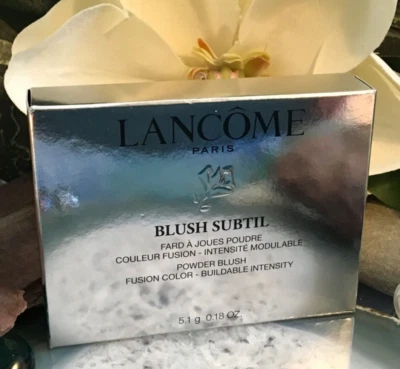 LANCÔME
PARIS
BLUSH SUBTIL
FARD À JOUES POUDRE
COULEUR FUSION - INTENSITÉ MODULABLE
POWDER BLUSH
FUSION COLOR - BUILDABLE INTENSITY
5.1 g 0.18 OZ.